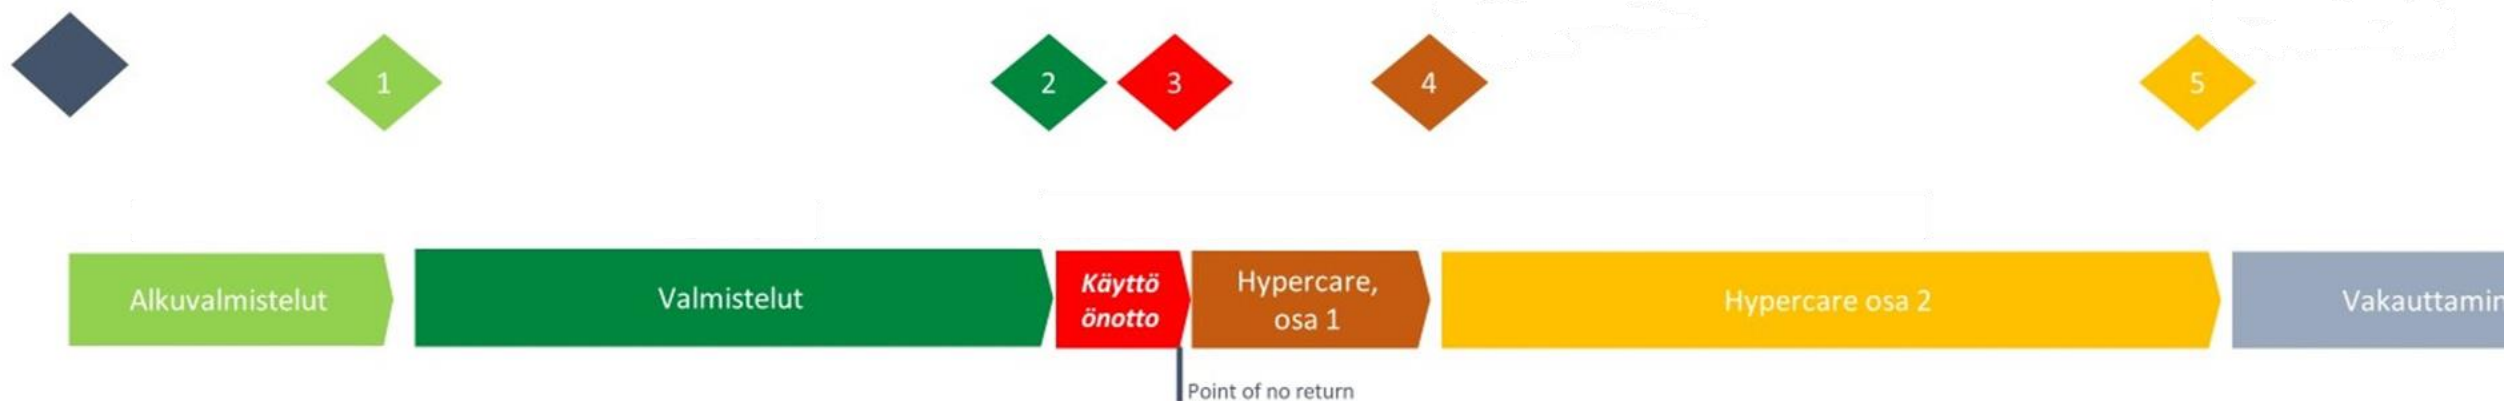 1
2
3
4
5
Alkuvalmistelut
Valmistelut
Käyttö
önotto
Hypercare,
osa 1
Hypercare osa 2
Point of no return